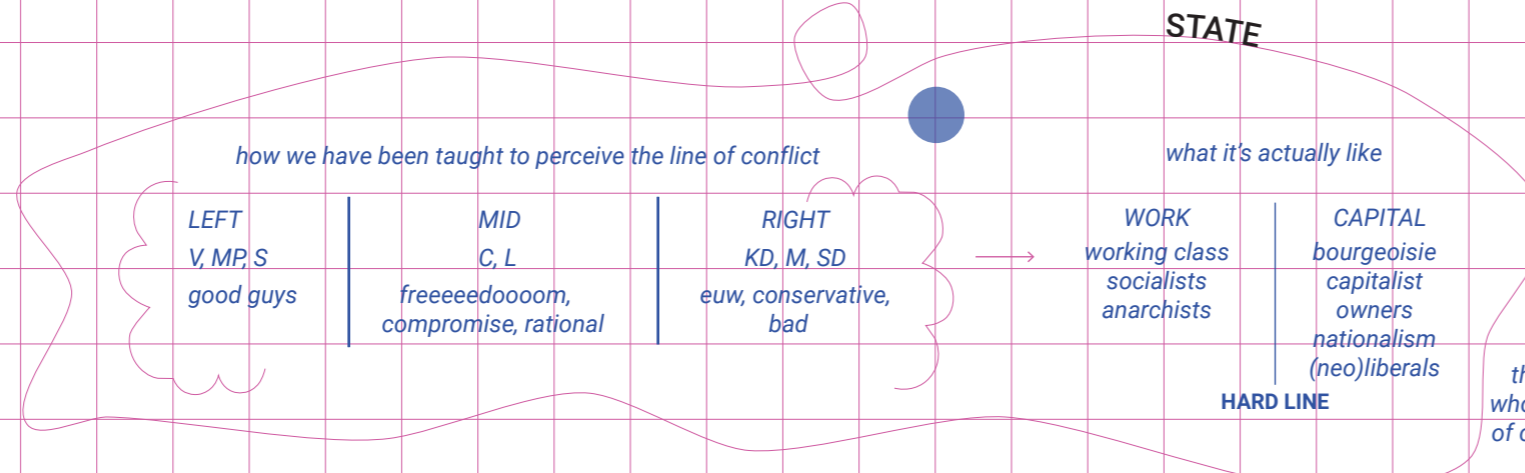 STATE
how we have been taught to perceive the line of conflict
what it's actually like
LEFT
V, MP, S
good guys
MID
C, L
freeeeedoooom,
compromise, rational
RIGHT
KD, M, SD
euw, conservative,
bad
WORK
working class
socialists
anarchists
CAPITAL
bourgeoisie
capitalist
owners
nationalism
(neo)liberals
HARD LINE
of